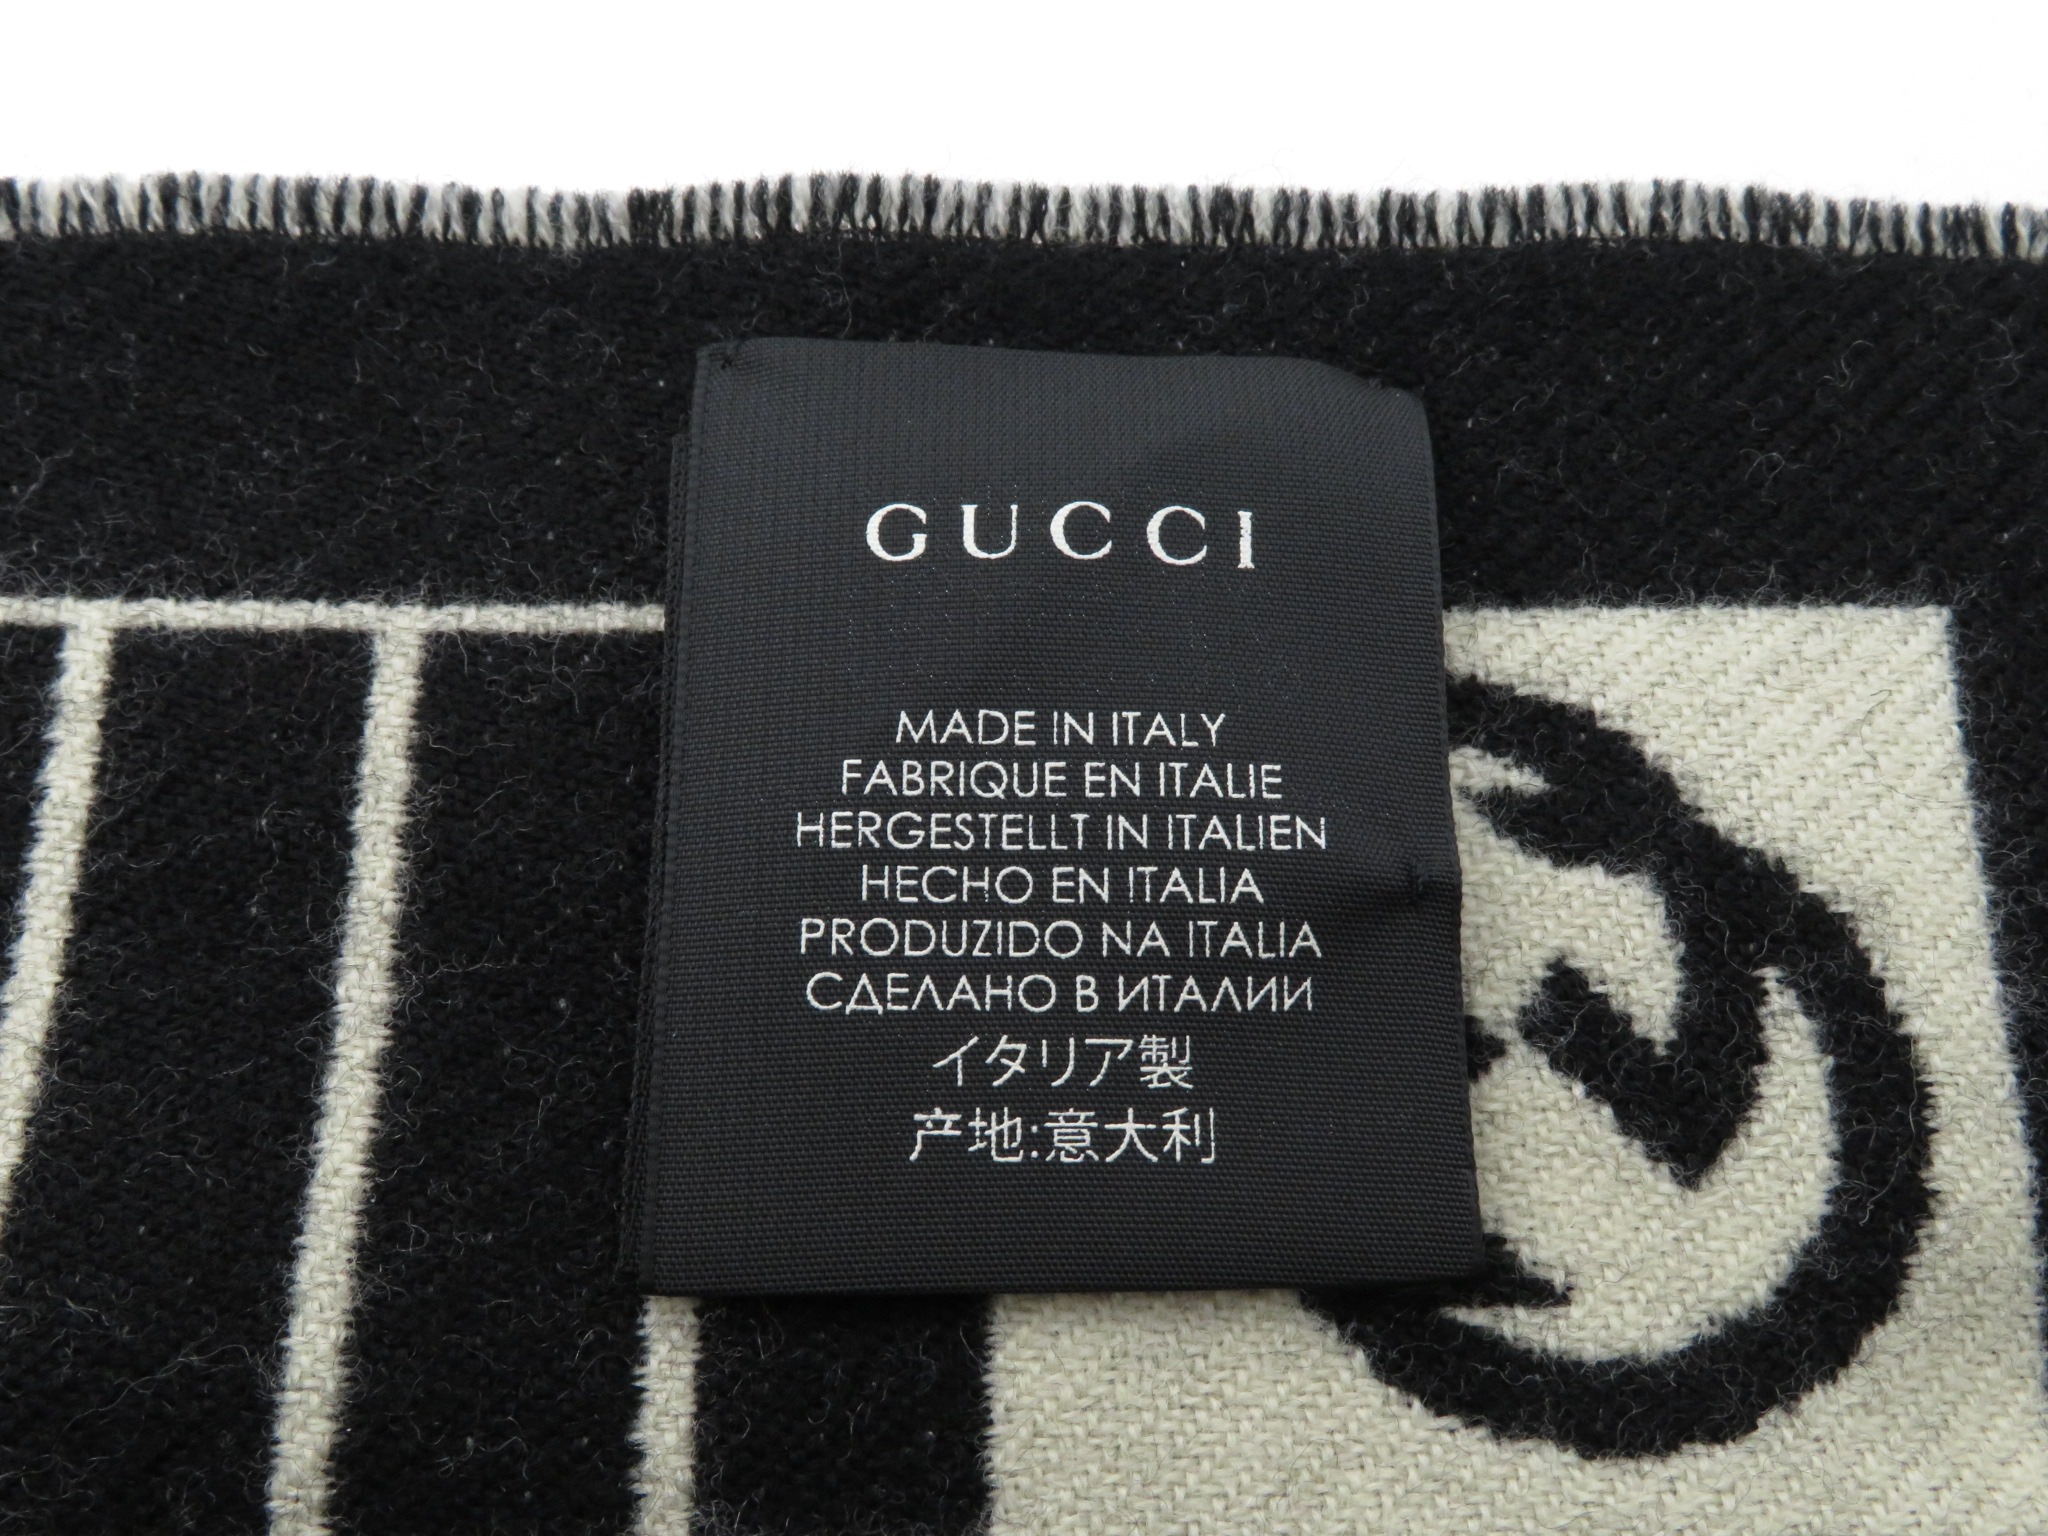 GUCCI
MADE IN ITALY
FABRIQUE EN ITALIE
HERGESTELLT IN ITALIEN
HECHO EN ITALIA
PRODUZIDO NA ITALIA
СДЕЛАНО В ИТАЛИИ
イタリア製
产地:意大利